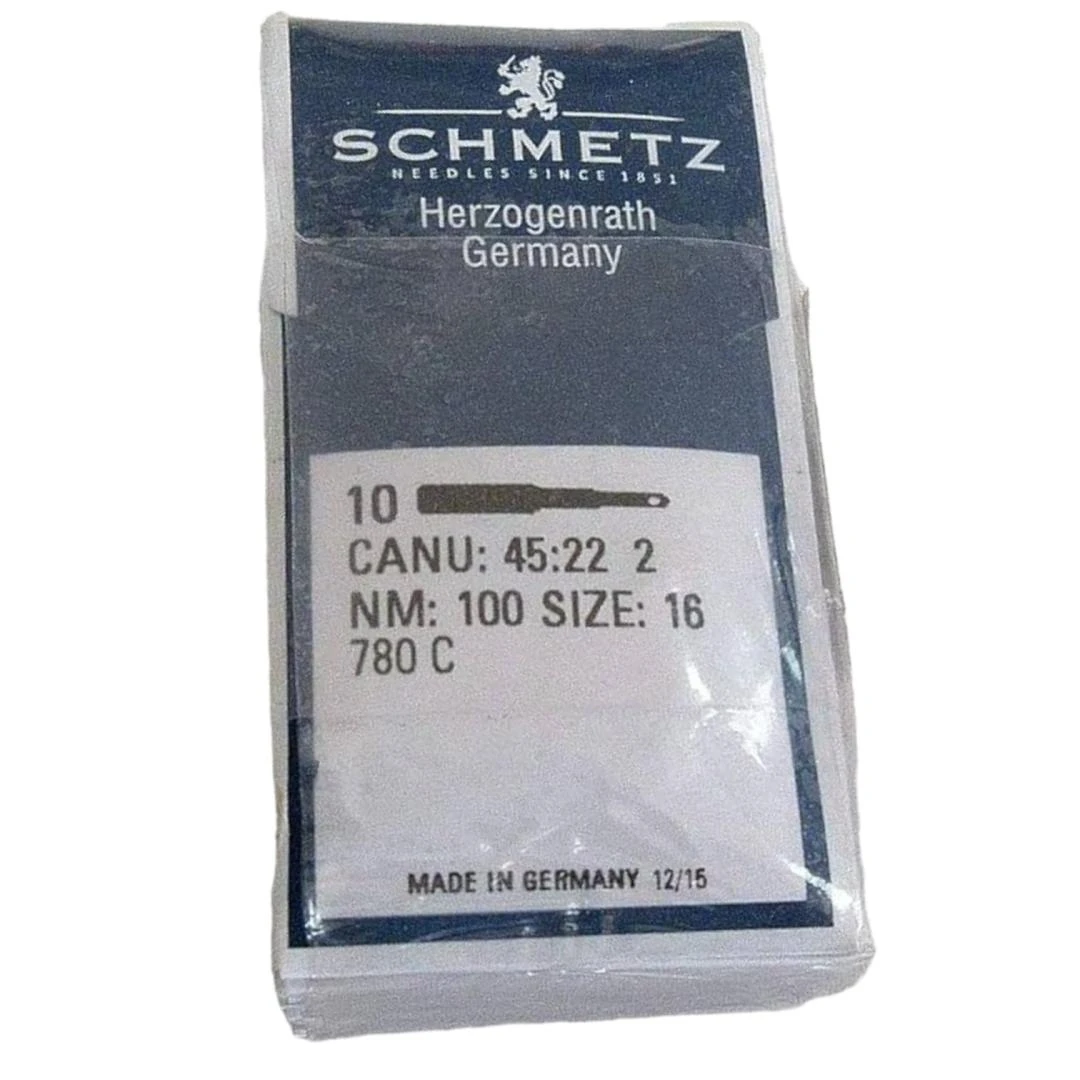 SCHMETZ
NEEDLES SINCE 1851
Herzogenrath
Germany
10
CANU: 45:22 2
NM: 100 SIZE: 16
780 C
MADE IN GERMANY 12/15